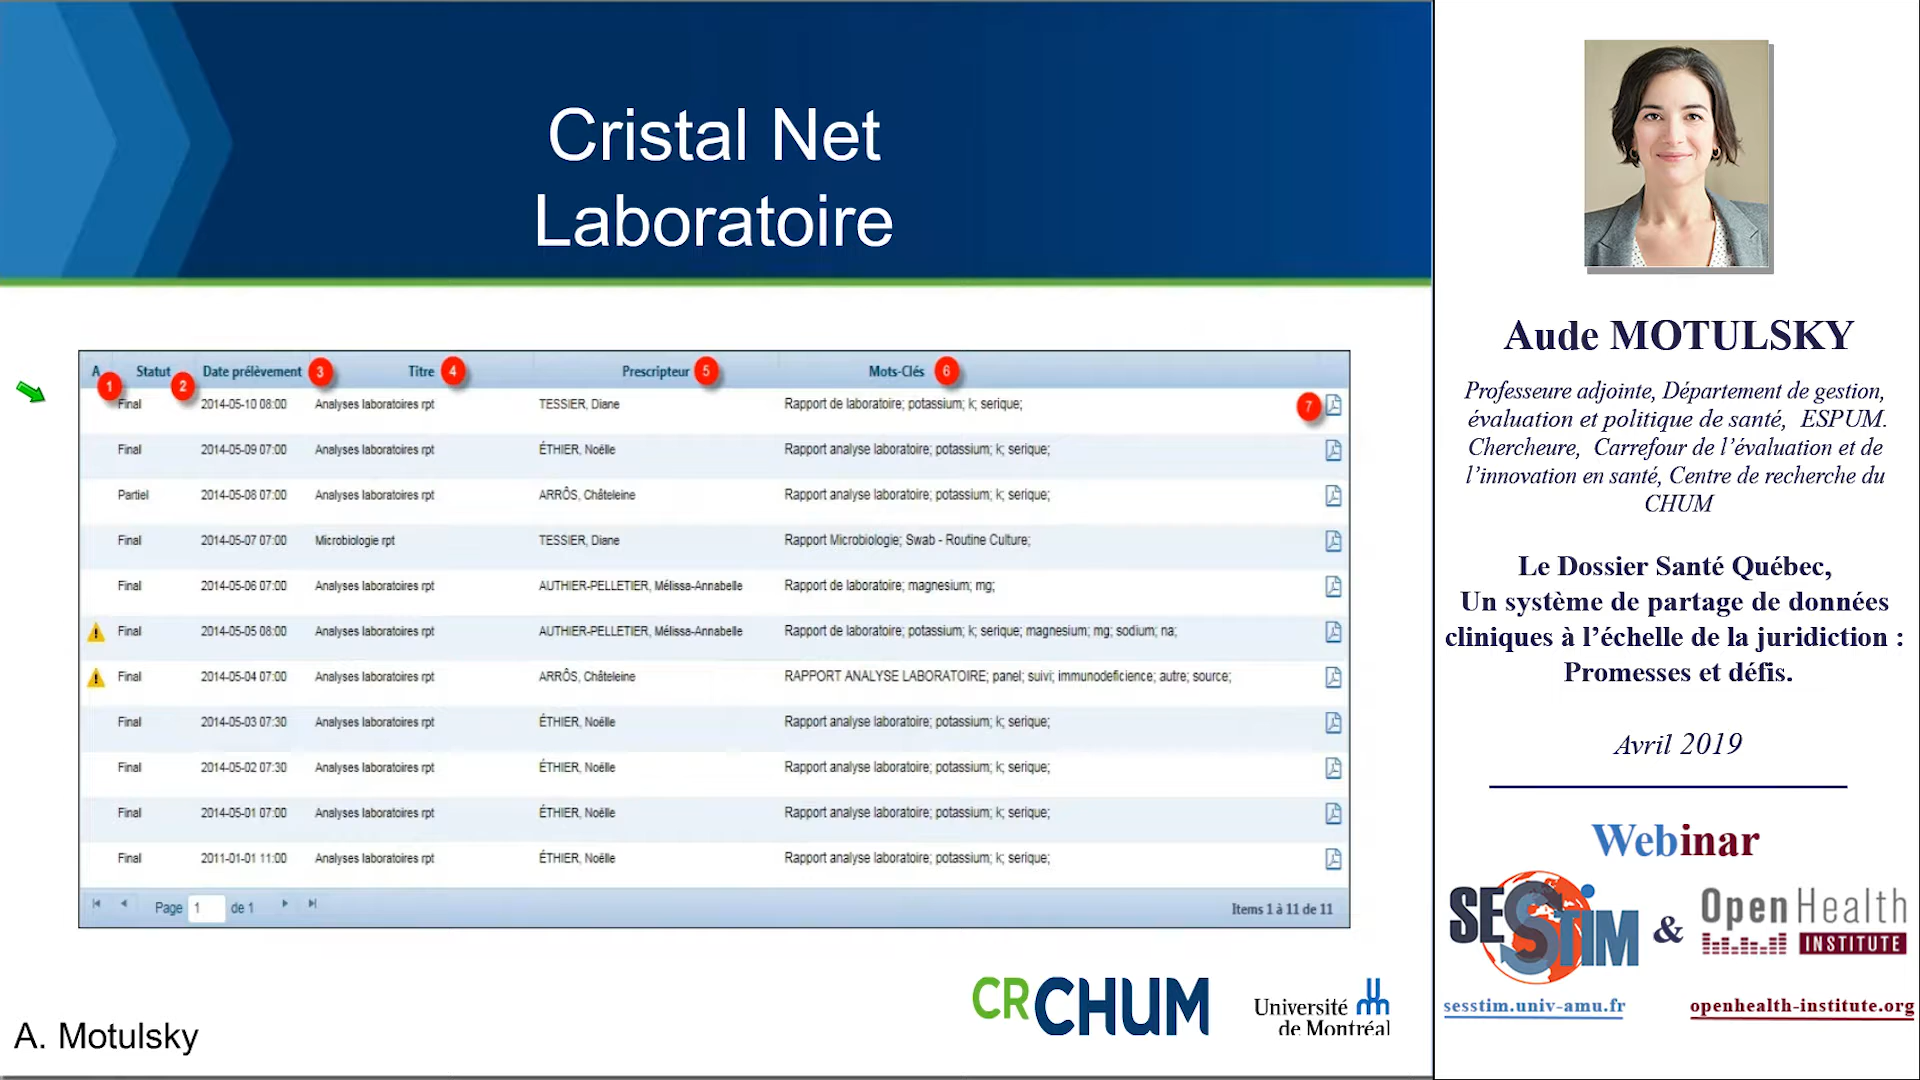 Cristal Net
Laboratoire
A Statut Date prélèvement Titre Prescripteur Mots-Clés
1 2 3 4 5 6
Final 2014-05-10 08:00 Analyses laboratoires rpt TESSIER, Diane Rapport de laboratoire; potassium; k; serique; 7
Final 2014-05-09 07:00 Analyses laboratoires rpt ÉTHIER, Noëlle Rapport analyse laboratoire; potassium; k; serique;
Partiel 2014-05-08 07:00 Analyses laboratoires rpt ARRÔS, Châteleine Rapport analyse laboratoire; potassium; k; serique;
Final 2014-05-07 07:00 Microbiologie rpt TESSIER, Diane Rapport Microbiologie; Swab - Routine Culture;
Final 2014-05-06 07:00 Analyses laboratoires rpt AUTHIER-PELLETIER, Mélissa-Annabelle Rapport de laboratoire; magnesium; mg;
Final 2014-05-05 08:00 Analyses laboratoires rpt AUTHIER-PELLETIER, Mélissa-Annabelle Rapport de laboratoire; potassium; k; serique; magnesium; mg; sodium; na;
Final 2014-05-04 07:00 Analyses laboratoires rpt ARRÔS, Châteleine RAPPORT ANALYSE LABORATOIRE; panel; suivi; immunodeficience; autre; source;
Final 2014-05-03 07:30 Analyses laboratoires rpt ÉTHIER, Noëlle Rapport analyse laboratoire; potassium; k; serique;
Final 2014-05-02 07:30 Analyses laboratoires rpt ÉTHIER, Noëlle Rapport analyse laboratoire; potassium; k; serique;
Final 2014-05-01 07:00 Analyses laboratoires rpt ÉTHIER, Noëlle Rapport analyse laboratoire; potassium; k; serique;
Final 2011-01-01 11:00 Analyses laboratoires rpt ÉTHIER, Noëlle Rapport analyse laboratoire; potassium; k; serique;
Page 1 de 1 Items 1 à 11 de 11
CRCHUM
Université
de Montréal
A. Motulsky
Aude MOTULSKY
Professeure adjointe, Département de gestion,
évaluation et politique de santé, ESPUM.
Chercheure, Carrefour de l’évaluation et de
l’innovation en santé, Centre de recherche du
CHUM
Le Dossier Santé Québec,
Un système de partage de données
cliniques à l’échelle de la juridiction :
Promesses et défis.
Avril 2019
Webinar
SESSTIM & Open Health
INSTITUTE
sesstim.univ-amu.fr openhealth-institute.org